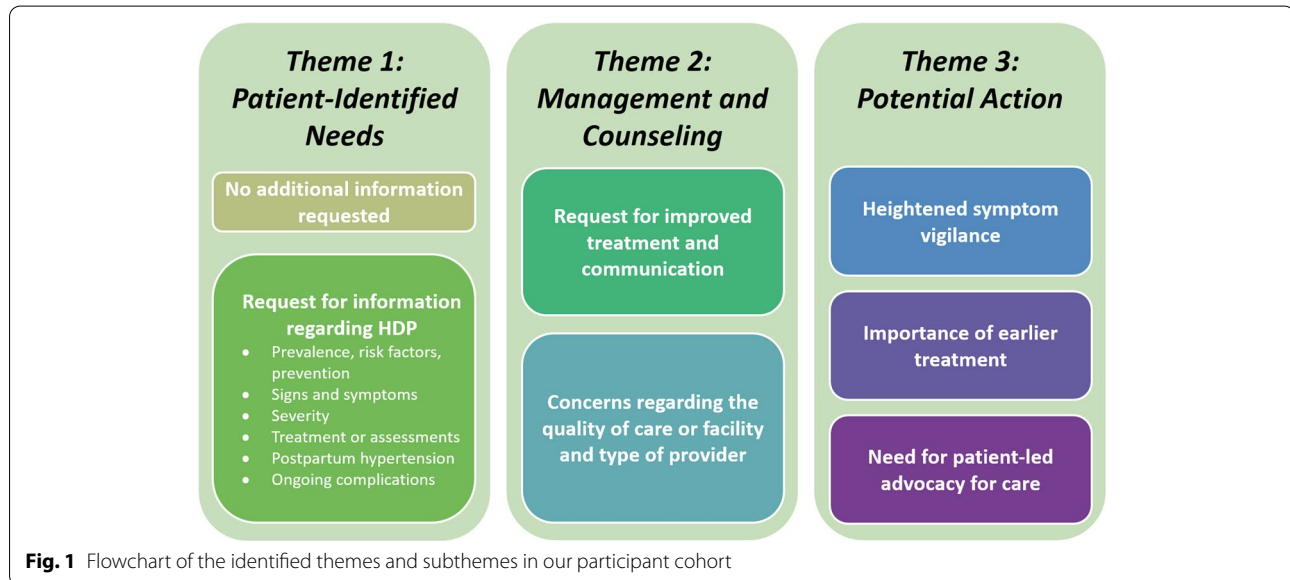 Theme 1:
Patient-Identified
Needs
No additional information
requested
Request for information
regarding HDP
• Prevalence, risk factors,
prevention
• Signs and symptoms
• Severity
• Treatment or assessments
• Postpartum hypertension
• Ongoing complications
Theme 2:
Management and
Counseling
Request for improved
treatment and
communication
Concerns regarding the
quality of care or facility
and type of provider
Theme 3:
Potential Action
Heightened symptom
vigilance
Importance of earlier
treatment
Need for patient-led
advocacy for care
Fig. 1 Flowchart of the identified themes and subthemes in our participant cohort